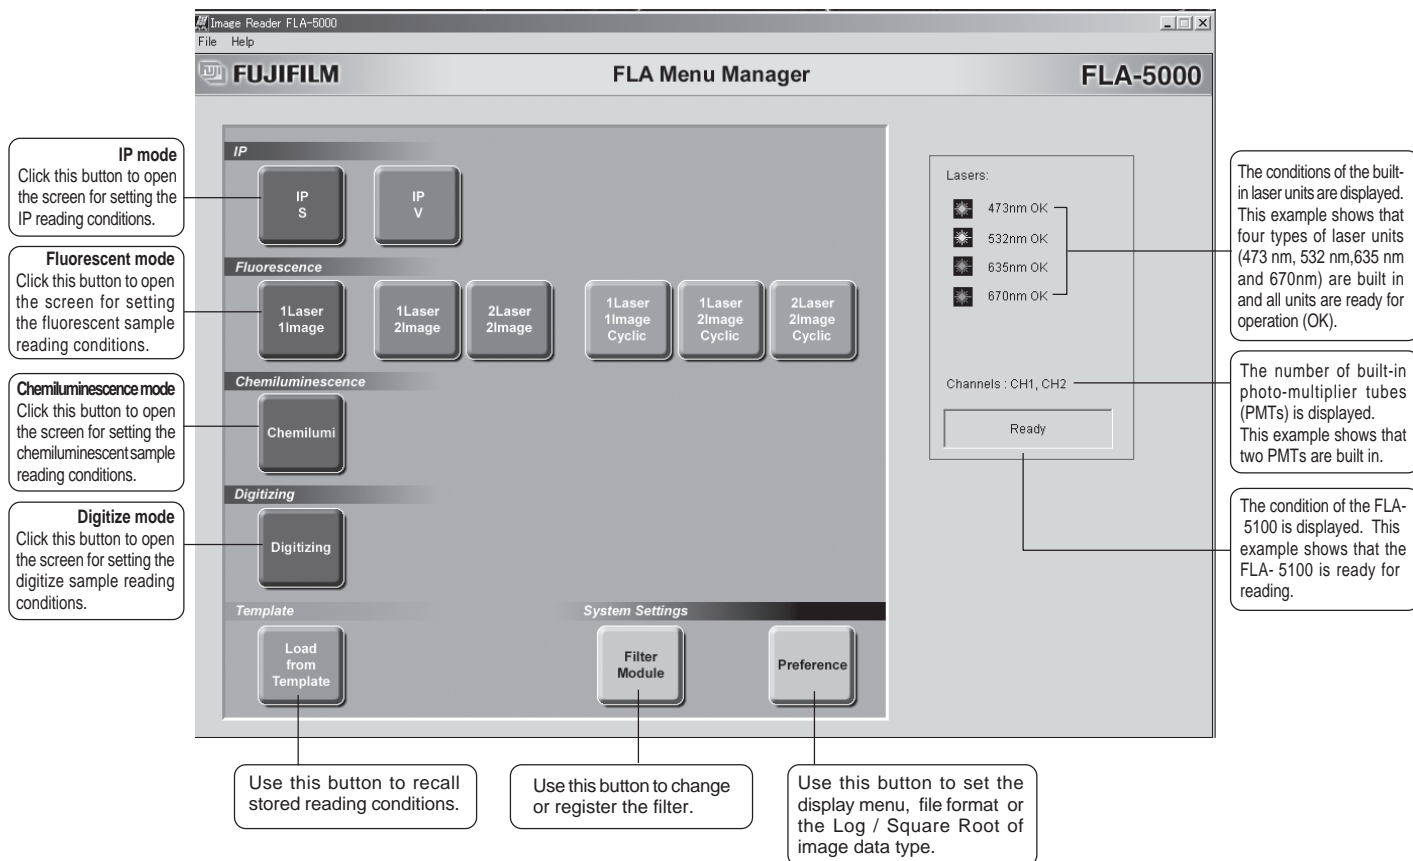 Image Reader FLA-5000
File Help
FUJIFILM
FLA Menu Manager
FLA-5000
IP mode
Click this button to open
the screen for setting the
IP reading conditions.
Fluorescent mode
Click this button to open
the screen for setting
the fluorescent sample
reading conditions.
Chemiluminescence mode
Click this button to open
the screen for setting the
chemiluminescent sample
reading conditions.
Digitize mode
Click this button to open
the screen for setting the
digitize sample reading
conditions.
IP
IP
S
IP
V
Fluorescence
1Laser
1Image
1Laser
2Image
2Laser
2Image
1Laser
1Image
Cyclic
1Laser
2Image
Cyclic
2Laser
2Image
Cyclic
Chemiluminescence
Chemilumi
Digitizing
Digitizing
Template
Load
from
Template
System Settings
Filter
Module
Preference
Lasers:
473nm OK
532nm OK
635nm OK
670nm OK
Channels : CH1, CH2
Ready
The conditions of the built-
in laser units are displayed.
This example shows that
four types of laser units
(473 nm, 532 nm,635 nm
and 670nm) are built in
and all units are ready for
operation (OK).
The number of built-in
photo-multiplier tubes
(PMTs) is displayed.
This example shows that
two PMTs are built in.
The condition of the FLA-
5100 is displayed. This
example shows that the
FLA- 5100 is ready for
reading.
Use this button to recall
stored reading conditions.
Use this button to change
or register the filter.
Use this button to set the
display menu, file format or
the Log / Square Root of
image data type.